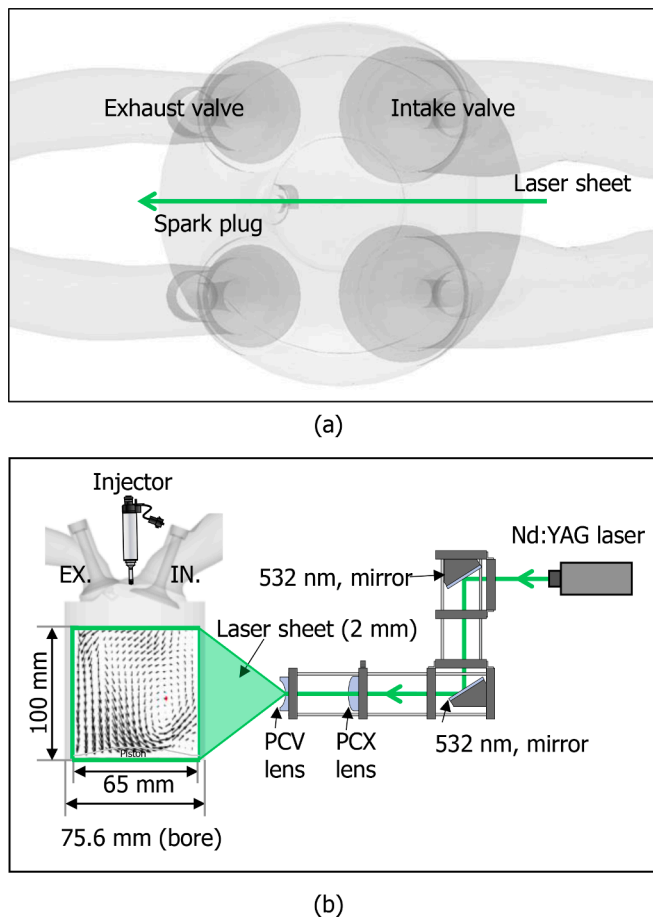 Exhaust valve
Intake valve
Laser sheet
Spark plug
(a)
Injector
Nd:YAG laser
EX.
IN.
532 nm, mirror
Laser sheet (2 mm)
100 mm
Piston
PCV
lens
PCX
lens
532 nm, mirror
65 mm
75.6 mm (bore)
(b)